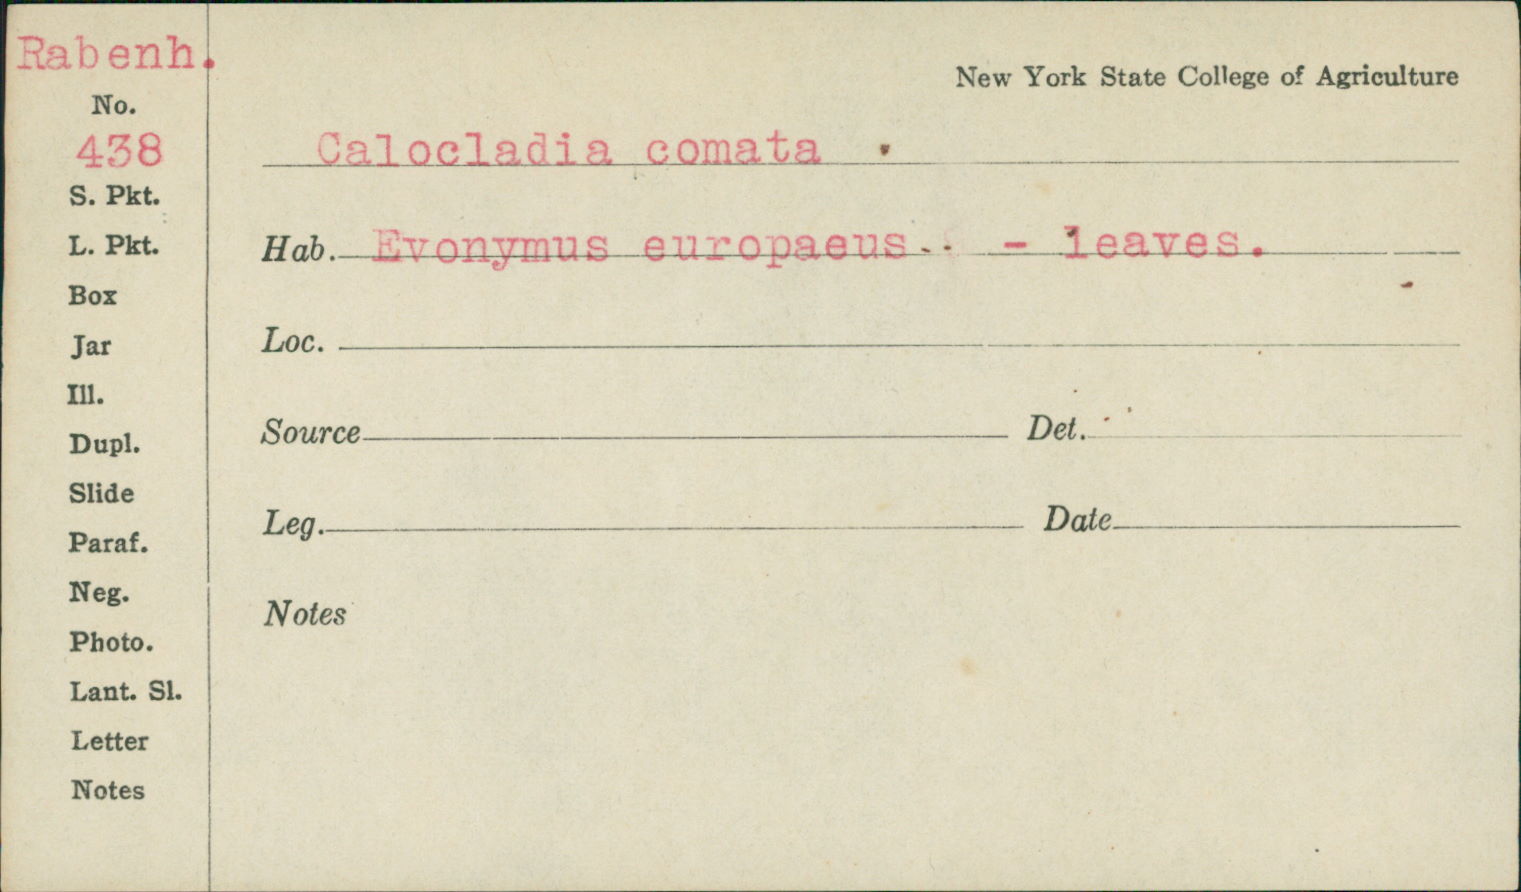 Rabenh.
New York State College of Agriculture
No.
438
Calocladia comata
S. Pkt.
L. Pkt.
Hab. Evonymus europaeus - leaves.
Box
Jar
Loc.
Ill.
Dupl.
Source Det.
Slide
Leg. Date
Paraf.
Neg.
Notes
Photo.
Lant. Sl.
Letter
Notes